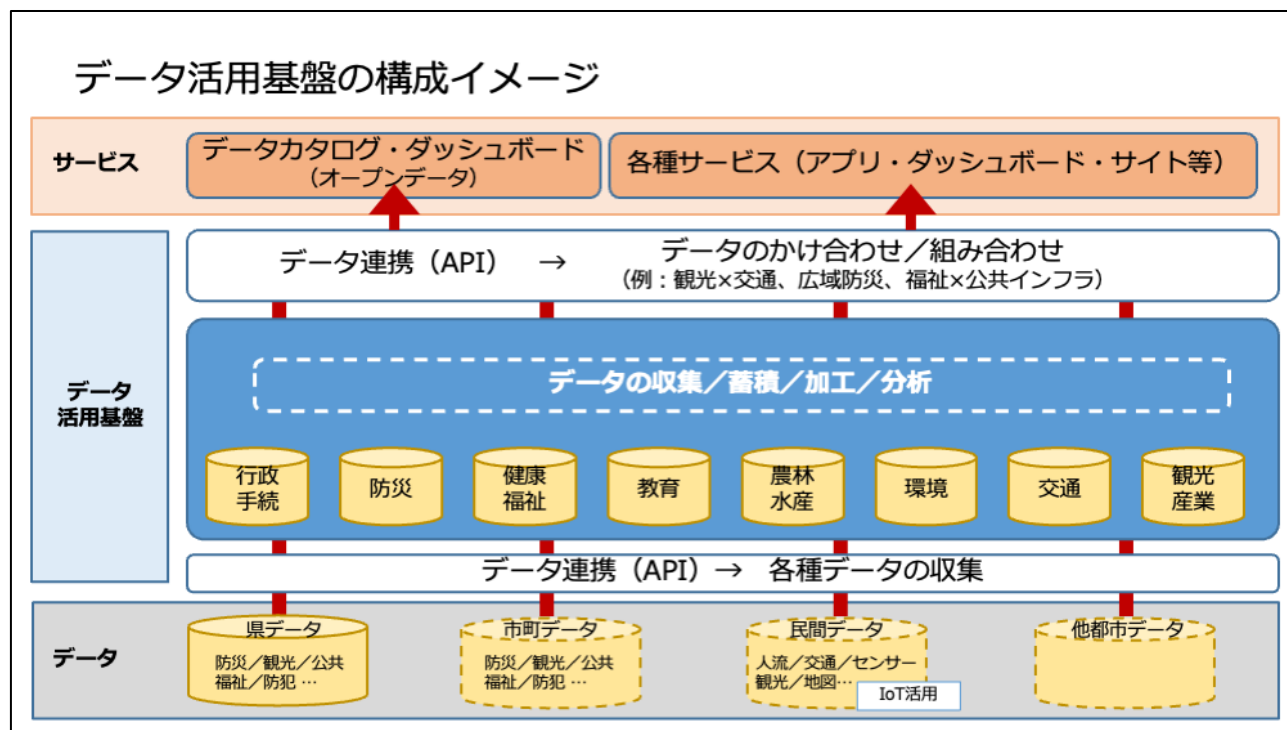 データ活用基盤の構成イメージ
サービス
データカタログ・ダッシュボード
（オープンデータ）
各種サービス（アプリ・ダッシュボード・サイト等）
データ
活用基盤
データ連携（API）　→　データのかけ合わせ／組み合わせ
（例：観光×交通、広域防災、福祉×公共インフラ）
データの収集／蓄積／加工／分析
行政
手続
防災
健康
福祉
教育
農林
水産
環境
交通
観光
産業
データ連携（API）→　各種データの収集
データ
県データ
防災／観光／公共
福祉／防犯 …
市町データ
防災／観光／公共
福祉／防犯 …
民間データ
人流／交通／センサー
観光／地図…
IoT活用
他都市データ